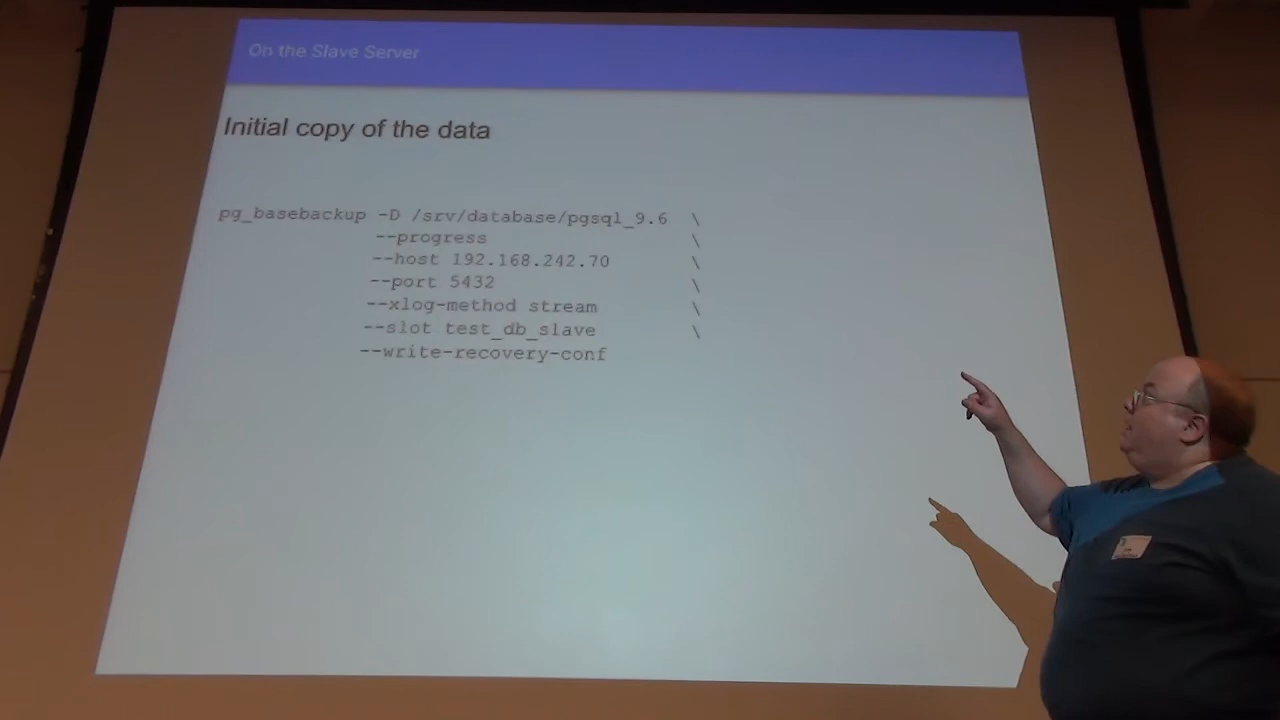 On the Slave Server
Initial copy of the data
pg_basebackup -D /srv/database/pgsql_9.6 \
--progress \
--host 192.168.242.70 \
--port 5432 \
--xlog-method stream \
--slot test_db_slave \
--write-recovery-conf